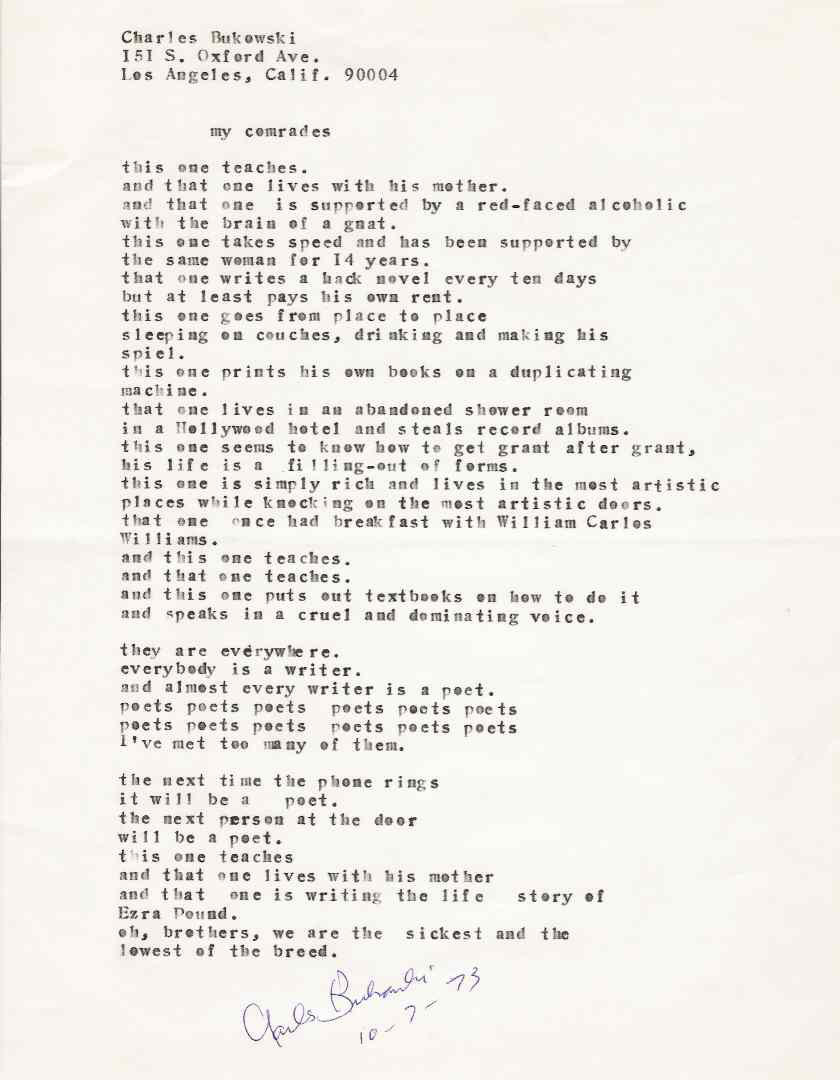 Charles Bukowski
I5I S. Oxford Ave.
Los Angeles, Calif. 90004
my comrades
this one teaches.
and that one lives with his mother.
and that one is supported by a red-faced alcoholic
with the brain of a gnat.
this one takes speed and has been supported by
the same woman for I4 years.
that one writes a hack novel every ten days
but at least pays his own rent.
this one goes from place to place
sleeping on couches, drinking and making his
spiel.
this one prints his own books on a duplicating
machine.
that one lives in an abandoned shower room
in a Hollywood hotel and steals record albums.
this one seems to know how to get grant after grant,
his life is a filling-out of forms.
this one is simply rich and lives in the most artistic
places while knocking on the most artistic doors.
that one once had breakfast with William Carlos
Williams.
and this one teaches.
and that one teaches.
and this one puts out textbooks on how to do it
and speaks in a cruel and dominating voice.
they are everywhere.
everybody is a writer.
and almost every writer is a poet.
poets poets poets poets poets poets
poets poets poets poets poets poets
I've met too many of them.
the next time the phone rings
it will be a poet.
the next person at the door
will be a poet.
this one teaches
and that one lives with his mother
and that one is writing the life story of
Ezra Pound.
oh, brothers, we are the sickest and the
lowest of the breed.
Charles Bukowski
10-7-73